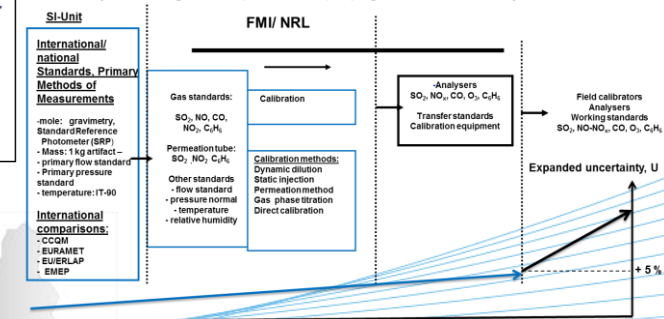 SI-Unit
FMI/ NRL
International/
national
Standards, Primary
Methods of
Measurements
-mole: gravimetry,
Standard Reference
Photometer (SRP)
- Mass: 1 kg artifact –
- primary flow standard
- Primary pressure
standard
- temperature: IT-90
International
comparisons:
- CCQM
- EURAMET
- EU/ERLAP
- EMEP
Gas standards:
SO₂, NO, CO,
NO₂, C₆H₆
Permeation tube:
SO₂ ,NO₂ C₆H₆
Other standards
- flow standard
- pressure normal
- temperature
- relative humidity
Calibration
Calibration methods:
Dynamic dilution
Static injection
Permeation method
Gas phase titration
Direct calibration
-Analysers
SO₂, NOₓ, CO, O₃, C₆H₆
Transfer standards
Calibration equipment
Field calibrators
Analysers
Working standards
SO₂, NO-NOₓ, CO, O₃, C₆H₆
Expanded uncertainty, U
+ 5 %